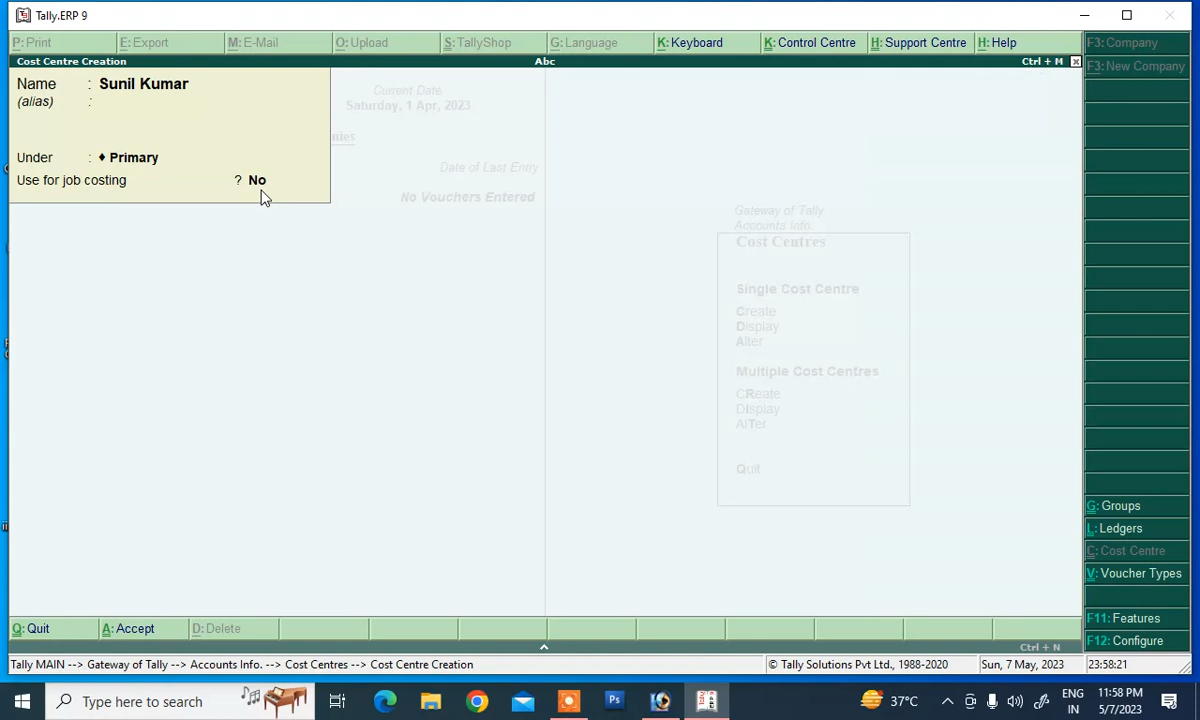 Tally.ERP 9
P: Print E: Export M: E-Mail O: Upload S: TallyShop G: Language K: Keyboard K: Control Centre H: Support Centre H: Help
F3: Company
Cost Centre Creation Abc Ctrl + M
F3: New Company
Name : Sunil Kumar
(alias) :
Current Date
Saturday, 1 Apr, 2023
nies
Under : ♦ Primary
Date of Last Entry
Use for job costing ? No
No Vouchers Entered
Gateway of Tally
Accounts Info.
Cost Centres
Single Cost Centre
Create
Display
Alter
Multiple Cost Centres
CReate
DIsplay
AlTer
Quit
G: Groups
L: Ledgers
C: Cost Centre
V: Voucher Types
F11: Features
F12: Configure
Q: Quit A: Accept D: Delete
Ctrl + N
Tally MAIN --> Gateway of Tally --> Accounts Info. --> Cost Centres --> Cost Centre Creation © Tally Solutions Pvt Ltd., 1988-2020 Sun, 7 May, 2023 23:58:21
Type here to search
Ps
37°C
ENG
IN
11:58 PM
5/7/2023